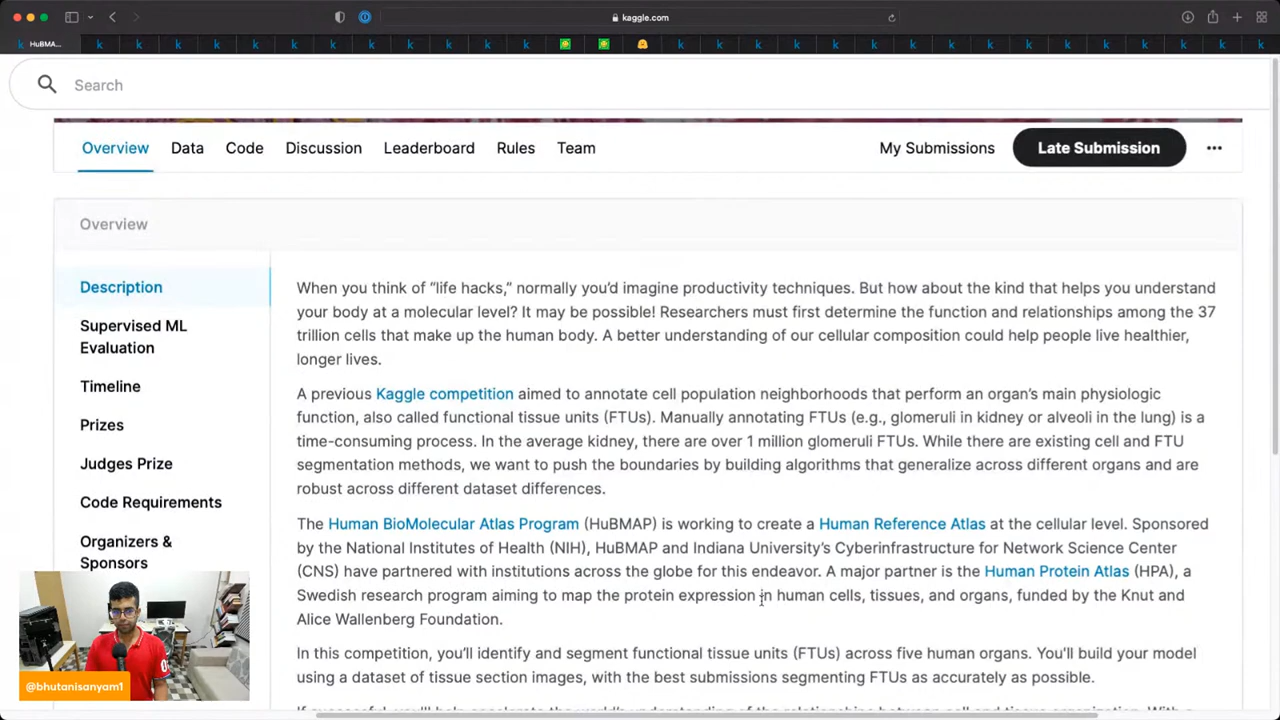 kaggle.com
HuBMA...
Search
Overview Data Code Discussion Leaderboard Rules Team My Submissions Late Submission
Overview
Description
Supervised ML
Evaluation
Timeline
Prizes
Judges Prize
Code Requirements
Organizers &
Sponsors
When you think of “life hacks,” normally you’d imagine productivity techniques. But how about the kind that helps you understand
your body at a molecular level? It may be possible! Researchers must first determine the function and relationships among the 37
trillion cells that make up the human body. A better understanding of our cellular composition could help people live healthier,
longer lives.
A previous Kaggle competition aimed to annotate cell population neighborhoods that perform an organ’s main physiologic
function, also called functional tissue units (FTUs). Manually annotating FTUs (e.g., glomeruli in kidney or alveoli in the lung) is a
time-consuming process. In the average kidney, there are over 1 million glomeruli FTUs. While there are existing cell and FTU
segmentation methods, we want to push the boundaries by building algorithms that generalize across different organs and are
robust across different dataset differences.
The Human BioMolecular Atlas Program (HuBMAP) is working to create a Human Reference Atlas at the cellular level. Sponsored
by the National Institutes of Health (NIH), HuBMAP and Indiana University’s Cyberinfrastructure for Network Science Center
(CNS) have partnered with institutions across the globe for this endeavor. A major partner is the Human Protein Atlas (HPA), a
Swedish research program aiming to map the protein expression in human cells, tissues, and organs, funded by the Knut and
Alice Wallenberg Foundation.
In this competition, you’ll identify and segment functional tissue units (FTUs) across five human organs. You'll build your model
using a dataset of tissue section images, with the best submissions segmenting FTUs as accurately as possible.
@bhutanisanyam1